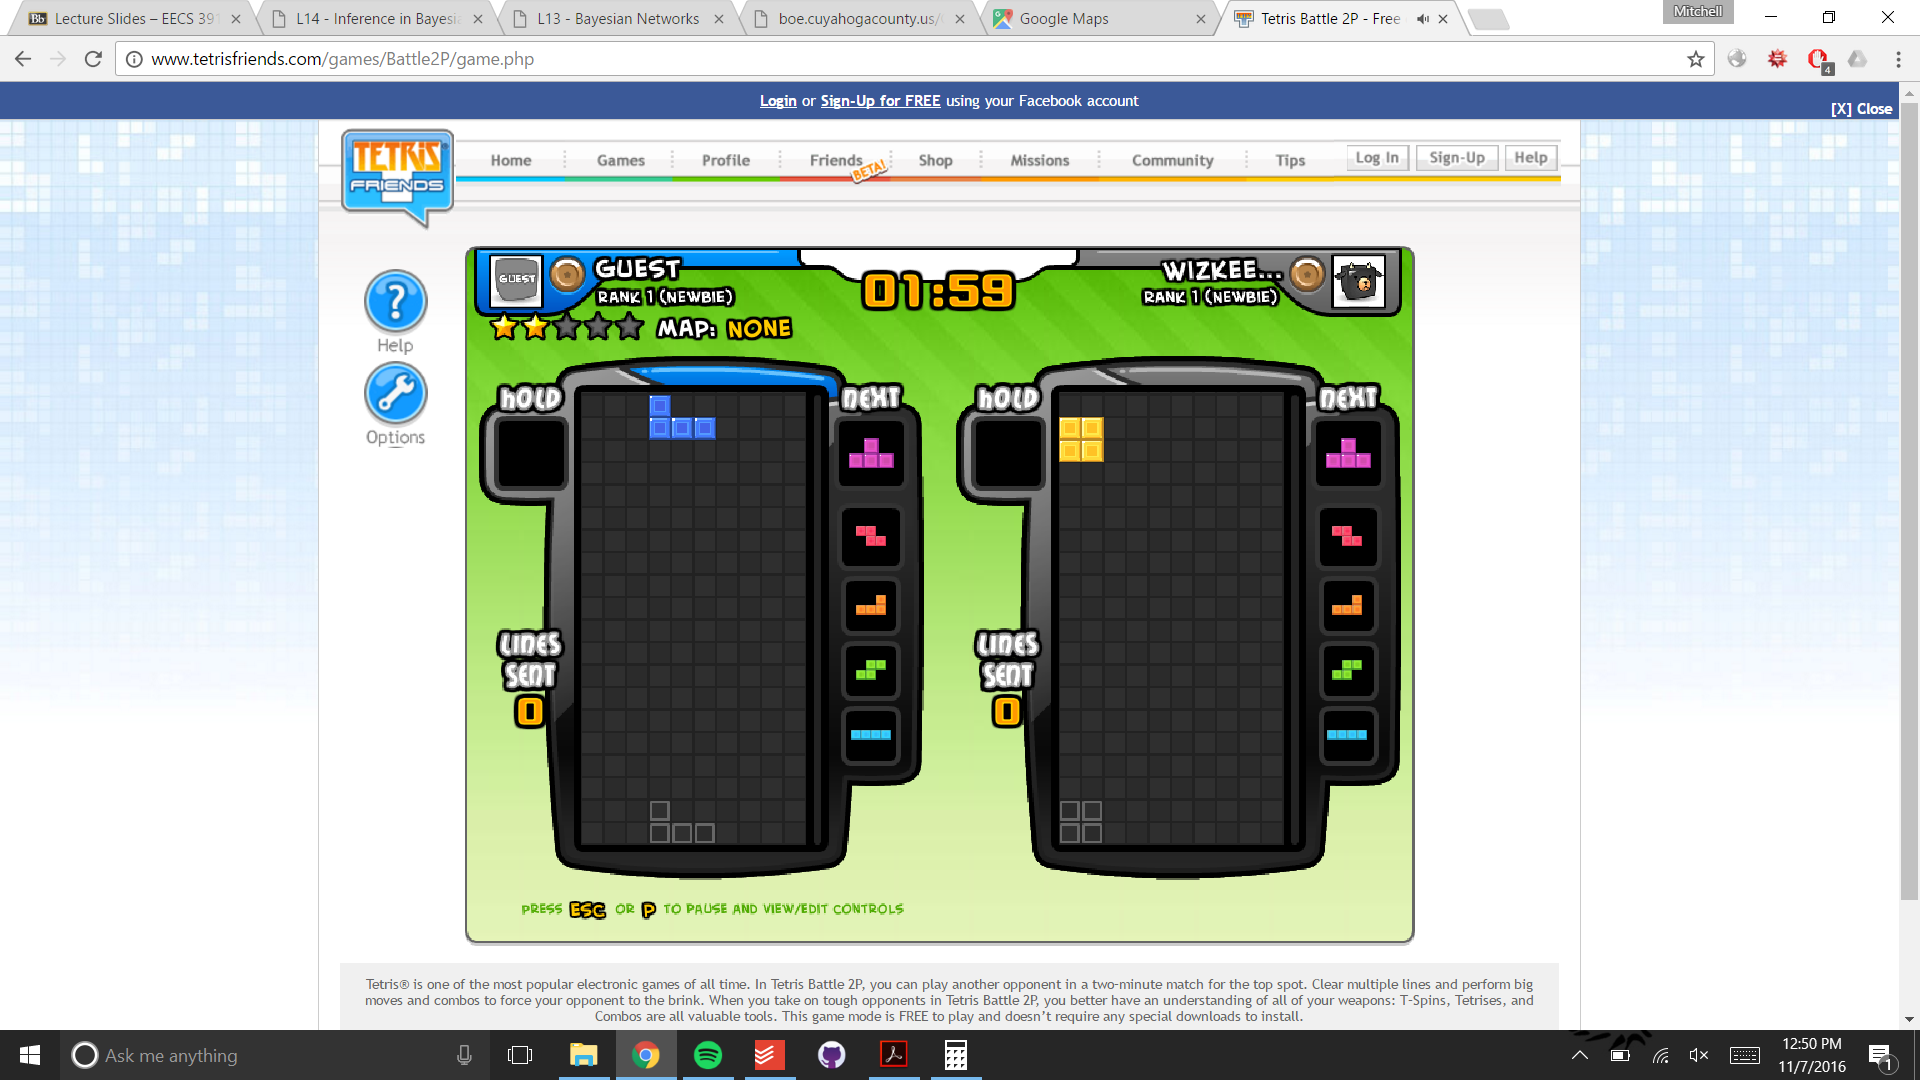 Mitchell
Bb Lecture Slides – EECS 391
L14 - Inference in Bayesia
L13 - Bayesian Networks
boe.cuyahogacounty.us/
Google Maps
Tetris Battle 2P - Free
www.tetrisfriends.com/games/Battle2P/game.php
4
Login or Sign-Up for FREE using your Facebook account
[X] Close
TETRIS
FRIENDS
Home
Games
Profile
Friends
BETA!
Shop
Missions
Community
Tips
Log In
Sign-Up
Help
Help
Options
GUEST
GUEST
RANK 1 (NEWBIE)
MAP: NONE
01:59
WIZKEE...
RANK 1 (NEWBIE)
HOLD
NEXT
HOLD
NEXT
LINES
SENT
0
LINES
SENT
0
PRESS ESC OR P TO PAUSE AND VIEW/EDIT CONTROLS
Tetris® is one of the most popular electronic games of all time. In Tetris Battle 2P, you can play another opponent in a two-minute match for the top spot. Clear multiple lines and perform big
moves and combos to force your opponent to the brink. When you take on tough opponents in Tetris Battle 2P, you better have an understanding of all of your weapons: T-Spins, Tetrises, and
Combos are all valuable tools. This game mode is FREE to play and doesn't require any special downloads to install.
Ask me anything
12:50 PM
11/7/2016
1